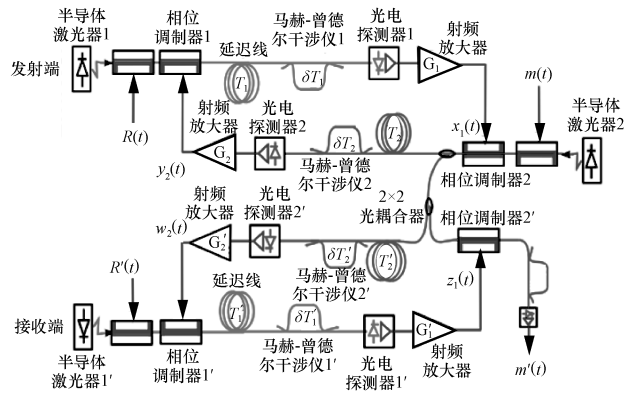 半导体
激光器1
相位
调制器1
马赫-曾德
尔干涉仪1
光电
探测器1
射频
放大器
延迟线
发射端
T₁
δT₁
G₁
m(t)
R(t)
射频
放大器
光电
探测器2
x₁(t)
半导体
激光器2
y₂(t)
G₂
δT₂
T₂
马赫-曾德
尔干涉仪2
相位调制器2
2×2
光耦合器
射频
放大器
光电
探测器2′
相位调制器2′
w₂(t)
G₂′
δT₂′
T₂′
R′(t)
延迟线
马赫-曾德
尔干涉仪2′
z₁(t)
接收端
T₁′
δT₁′
G₁′
半导体
激光器1′
相位
调制器1′
马赫-曾德
尔干涉仪1′
光电
探测器1′
射频
放大器
m′(t)